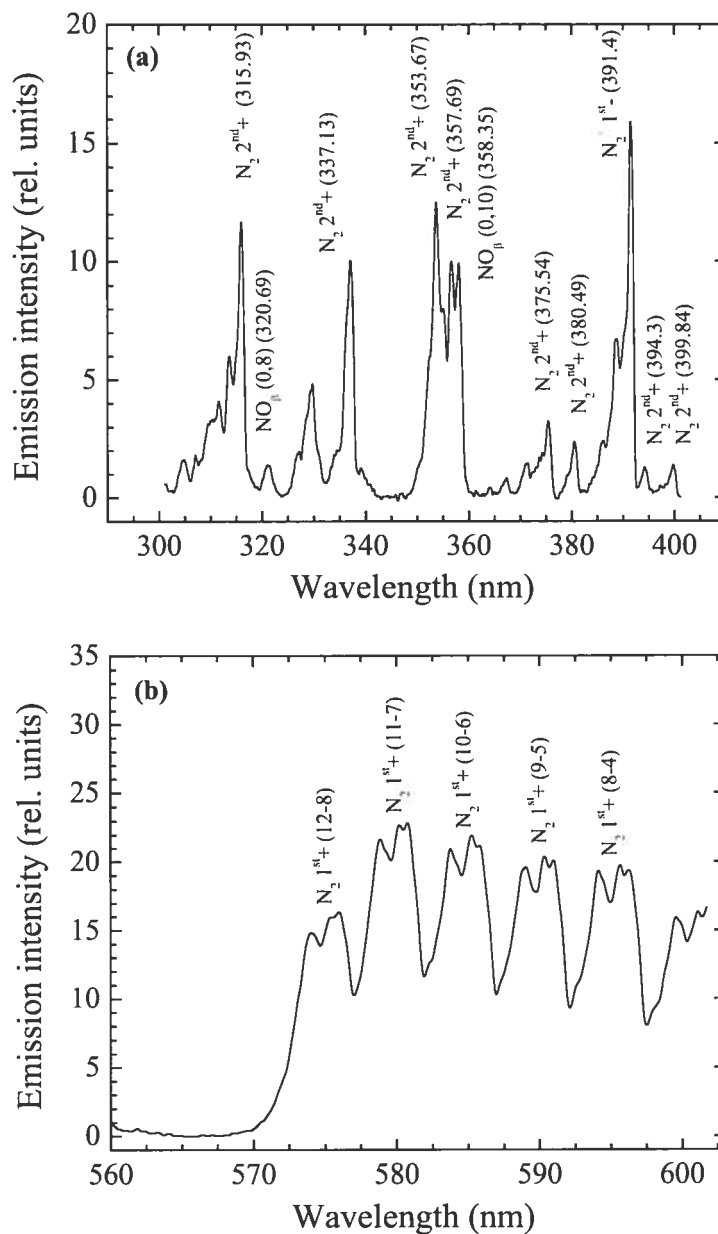 (a)
Emission intensity (rel. units)
20
15
10
5
0
N₂ 2ⁿᵈ+ (315.93)
NOᵦ (0,8) (320.69)
N₂ 2ⁿᵈ+ (337.13)
N₂ 2ⁿᵈ+ (353.67)
N₂ 2ⁿᵈ+ (357.69)
NOᵦ (0,10) (358.35)
N₂ 2ⁿᵈ+ (375.54)
N₂ 2ⁿᵈ+ (380.49)
N₂ 1ˢᵗ- (391.4)
N₂ 2ⁿᵈ+ (394.3)
N₂ 2ⁿᵈ+ (399.84)
300 320 340 360 380 400
Wavelength (nm)
(b)
Emission intensity (rel. units)
35
30
25
20
15
10
5
0
N₂ 1ˢᵗ+ (12-8)
N₂ 1ˢᵗ+ (11-7)
N₂ 1ˢᵗ+ (10-6)
N₂ 1ˢᵗ+ (9-5)
N₂ 1ˢᵗ+ (8-4)
560 570 580 590 600
Wavelength (nm)